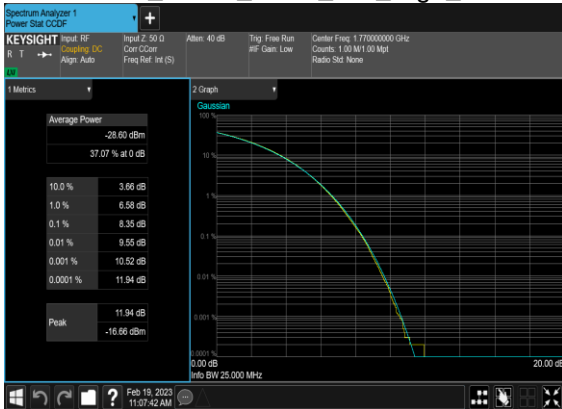 Spectrum Analyzer 1
Power Stat CCDF
KEYSIGHT
R T
LV
Input: RF
Coupling: DC
Align: Auto
Input Z: 50 Ω
Corr CCorr
Freq Ref: Int (S)
Atten: 40 dB
Trig: Free Run
#IF Gain: Low
Center Freq: 1.770000000 GHz
Counts: 1.00 M/1.00 Mpt
Radio Std: None
1 Metrics
Average Power
-28.60 dBm
37.07 % at 0 dB
10.0 % 3.66 dB
1.0 % 6.58 dB
0.1 % 8.35 dB
0.01 % 9.55 dB
0.001 % 10.52 dB
0.0001 % 11.94 dB
Peak
11.94 dB
-16.66 dBm
2 Graph
Gaussian
100 %
10 %
1 %
0.1 %
0.01 %
0.001 %
0.0001 %
0.00 dB
20.00 dB
Info BW 25.000 MHz
?
Feb 19, 2023
11:07:42 AM